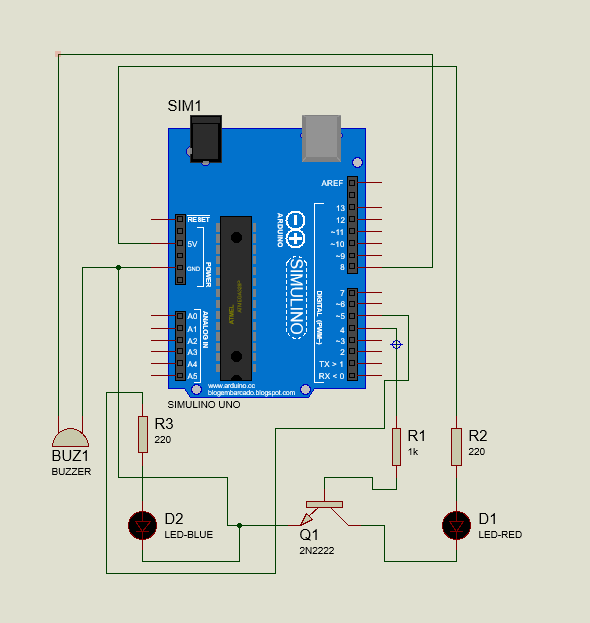 SIM1
AREF
13
12
~11
~10
~9
8
RESET
5V
GND
POWER
ARDUINO
SIMULINO
ATMEL
DIGITAL (PWM~)
7
~6
~5
4
~3
2
TX > 1
RX < 0
A0
A1
A2
A3
A4
A5
ANALOG IN
www.arduino.cc
blogembarcado.blogspot.com
SIMULINO UNO
BUZ1
BUZZER
R3
220
R1
1k
R2
220
D2
LED-BLUE
Q1
2N2222
D1
LED-RED